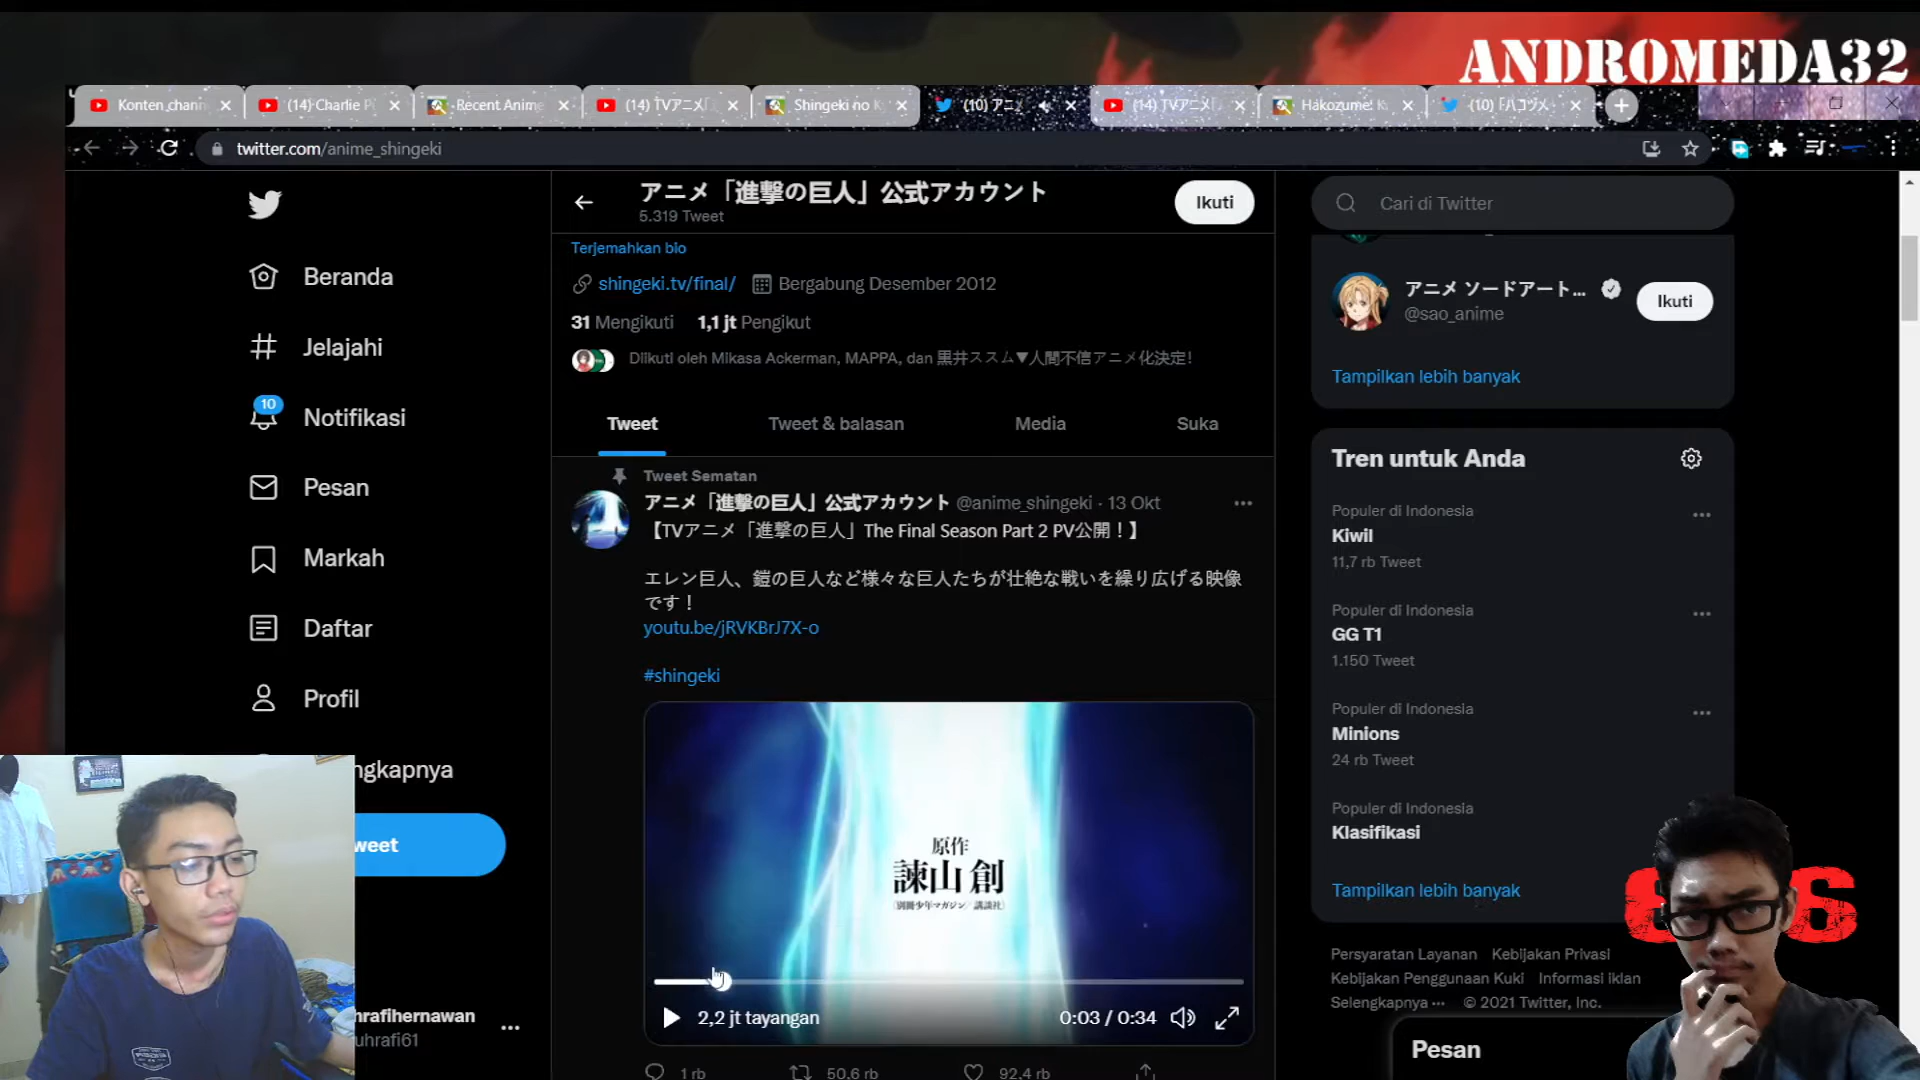 ANDROMEDA32
Konten chann
(14) Charlie P
Recent Anime
(14) TVアニメ「
Shingeki no K
(10) アニ
(14) TVアニメ「
Hakozume: K
(10) 「ハコヅメ
twitter.com/anime_shingeki
アニメ「進撃の巨人」公式アカウント
5.319 Tweet
Ikuti
Terjemahkan bio
shingeki.tv/final/
Bergabung Desember 2012
31 Mengikuti
1,1 jt Pengikut
Diikuti oleh Mikasa Ackerman, MAPPA, dan 黒井ススム▼人間不信アニメ化決定!
Tweet
Tweet & balasan
Media
Suka
Tweet Sematan
アニメ「進撃の巨人」公式アカウント @anime_shingeki · 13 Okt
【TVアニメ「進撃の巨人」The Final Season Part 2 PV公開！】
エレン巨人、鎧の巨人など様々な巨人たちが壮絶な戦いを繰り広げる映像
です！
youtu.be/jRVKBrJ7X-o
#shingeki
原作
諫山創
（別冊少年マガジン／講談社）
2,2 jt tayangan
0:03 / 0:34
1 rb
50,6 rb
92,4 rb
Beranda
Jelajahi
10
Notifikasi
Pesan
Markah
Daftar
Profil
ngkapnya
weet
hrafihernawan
uhrafi61
Cari di Twitter
アニメ ソードアート...
@sao_anime
Ikuti
Tampilkan lebih banyak
Tren untuk Anda
Populer di Indonesia
Kiwil
11,7 rb Tweet
Populer di Indonesia
GG T1
1.150 Tweet
Populer di Indonesia
Minions
24 rb Tweet
Populer di Indonesia
Klasifikasi
Tampilkan lebih banyak
Persyaratan Layanan
Kebijakan Privasi
Kebijakan Penggunaan Kuki
Informasi iklan
Selengkapnya ···
© 2021 Twitter, Inc.
Pesan